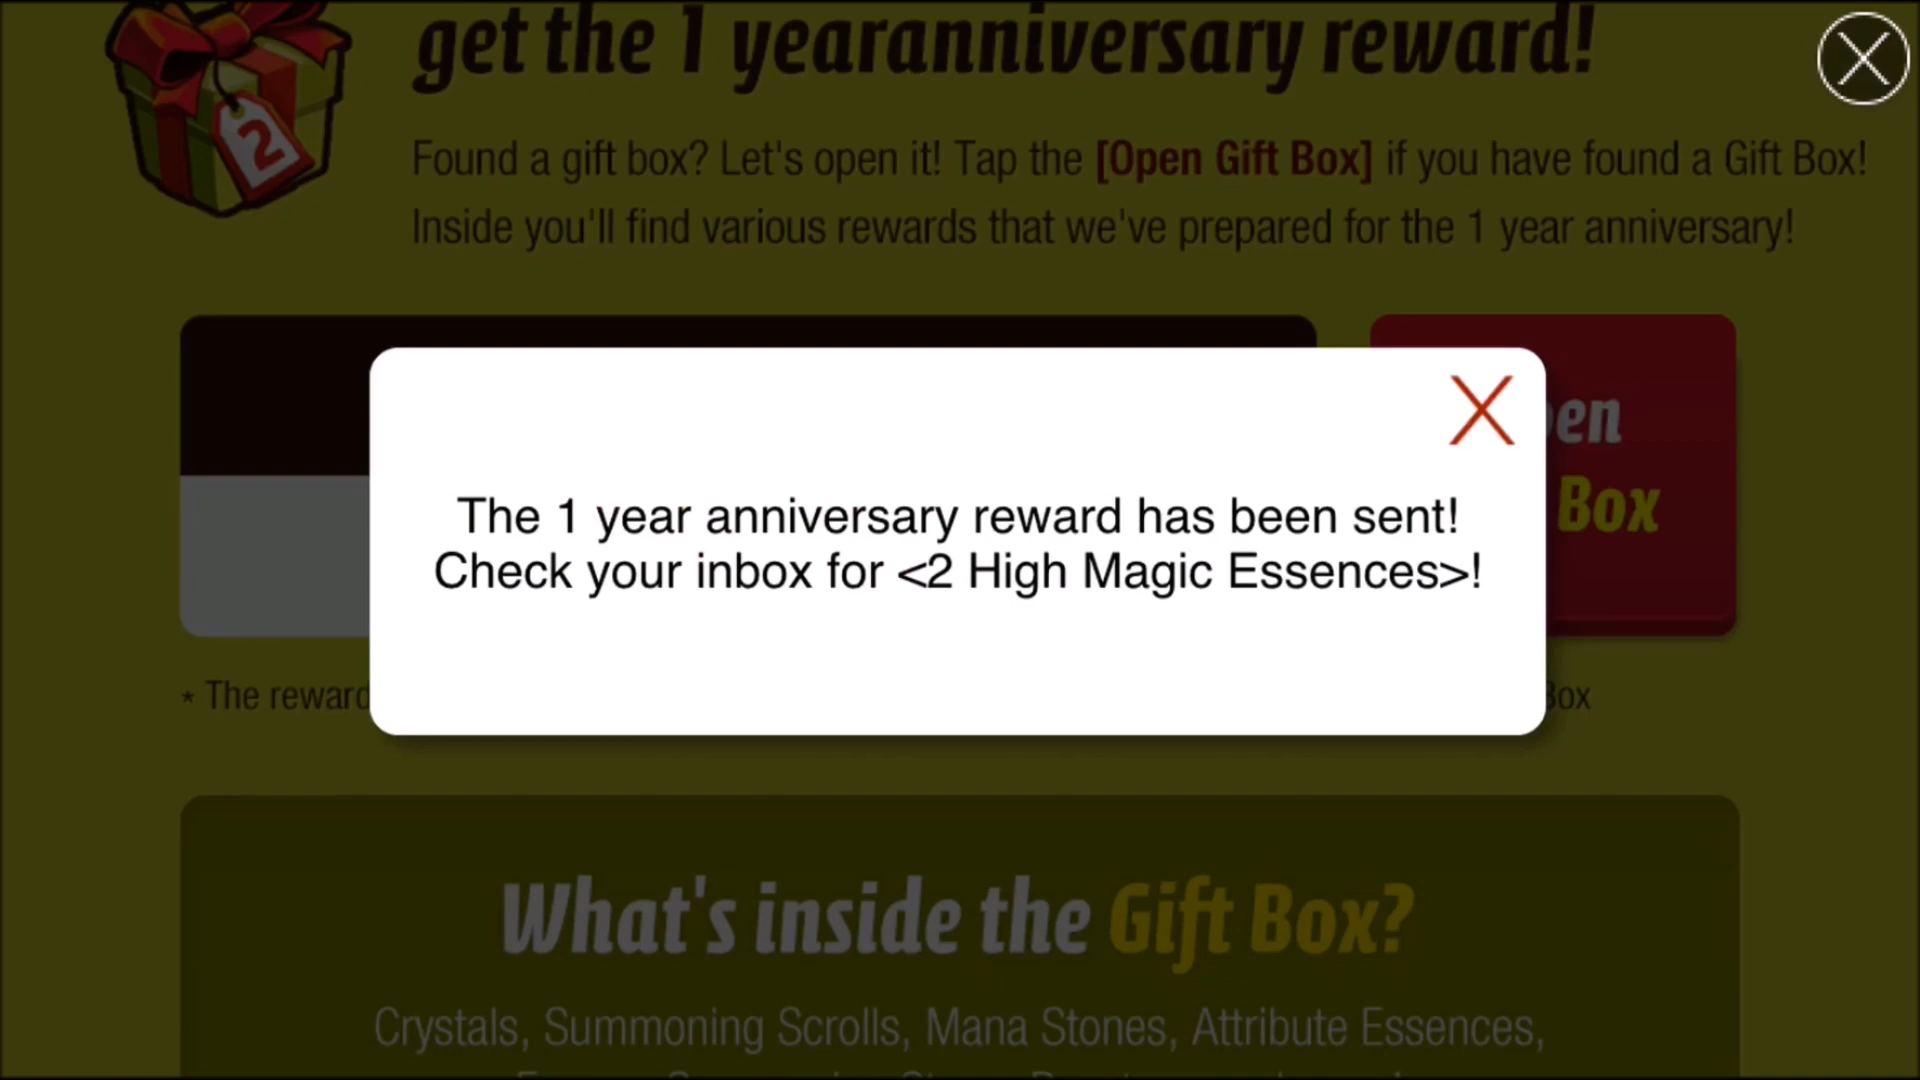 get the 1 yearanniversary reward!
2
Found a gift box? Let's open it! Tap the [Open Gift Box] if you have found a Gift Box!
Inside you'll find various rewards that we've prepared for the 1 year anniversary!
The 1 year anniversary reward has been sent!
Check your inbox for <2 High Magic Essences>!
Box
* The reward
Box
What's inside the Gift Box?
Crystals, Summoning Scrolls, Mana Stones, Attribute Essences,